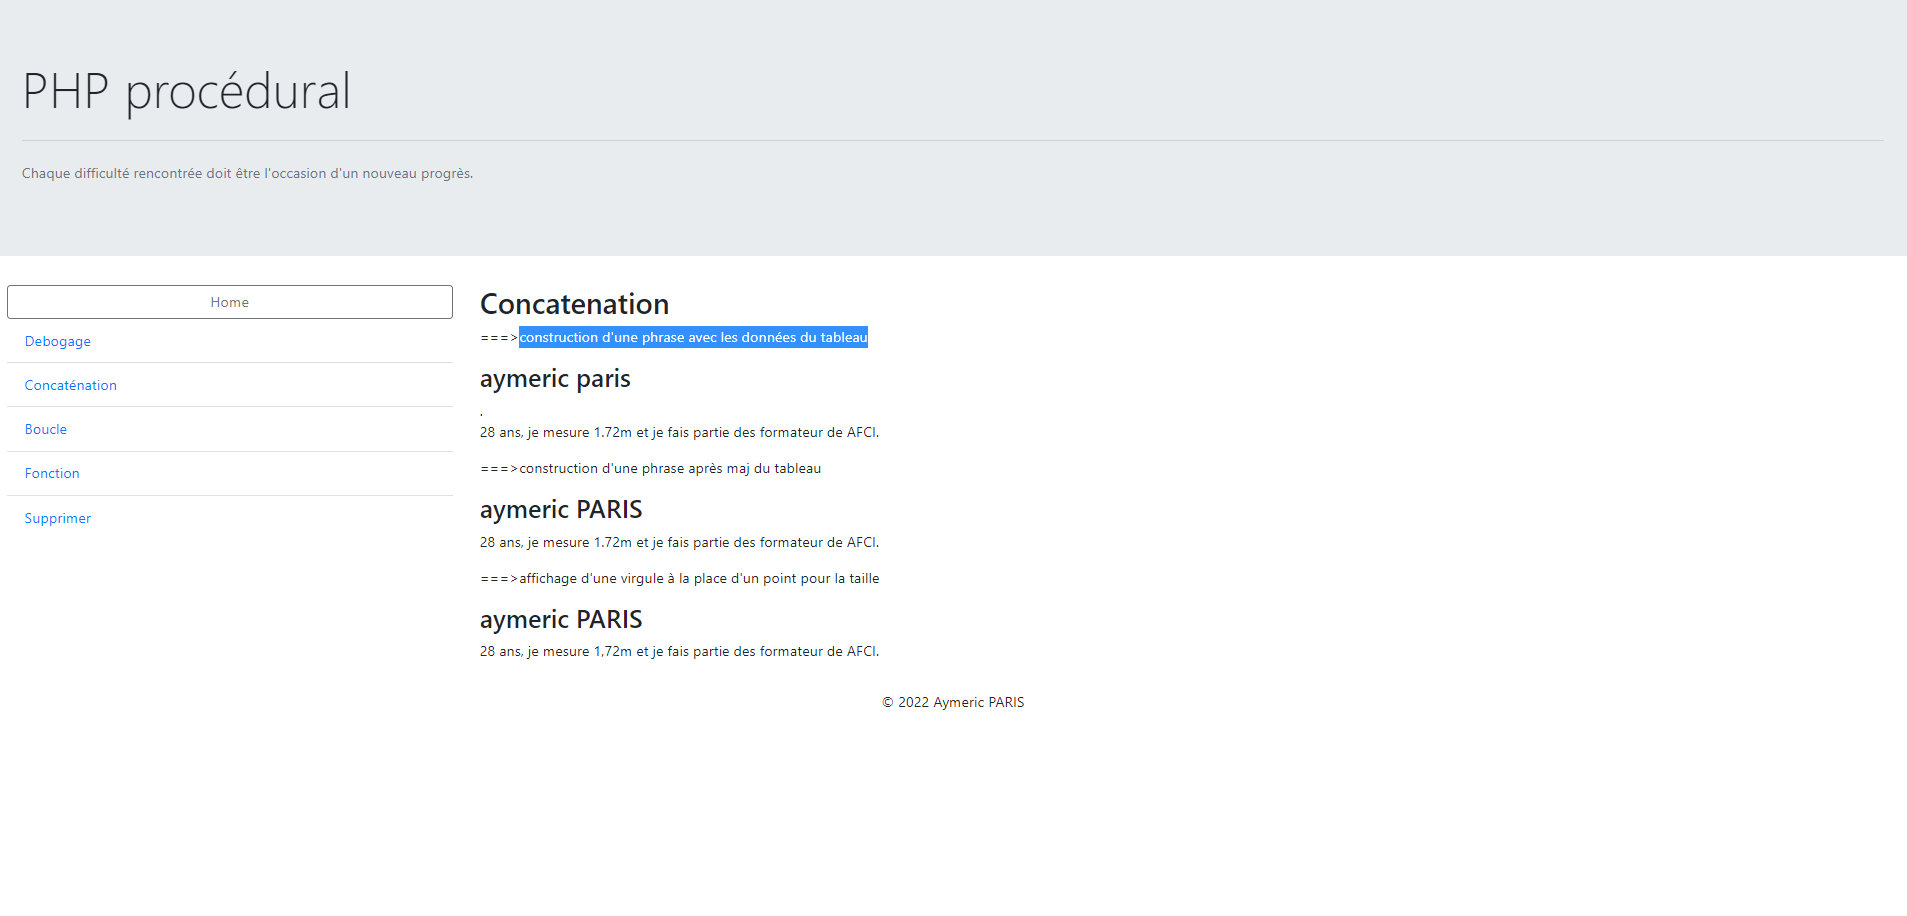 PHP procédural
Chaque difficulté rencontrée doit être l'occasion d'un nouveau progrès.
Home
Debogage
Concaténation
Boucle
Fonction
Supprimer
Concatenation
===>construction d'une phrase avec les données du tableau
aymeric paris
.
28 ans, je mesure 1.72m et je fais partie des formateur de AFCI.
===>construction d'une phrase après maj du tableau
aymeric PARIS
28 ans, je mesure 1.72m et je fais partie des formateur de AFCI.
===>affichage d'une virgule à la place d'un point pour la taille
aymeric PARIS
28 ans, je mesure 1,72m et je fais partie des formateur de AFCI.
© 2022 Aymeric PARIS